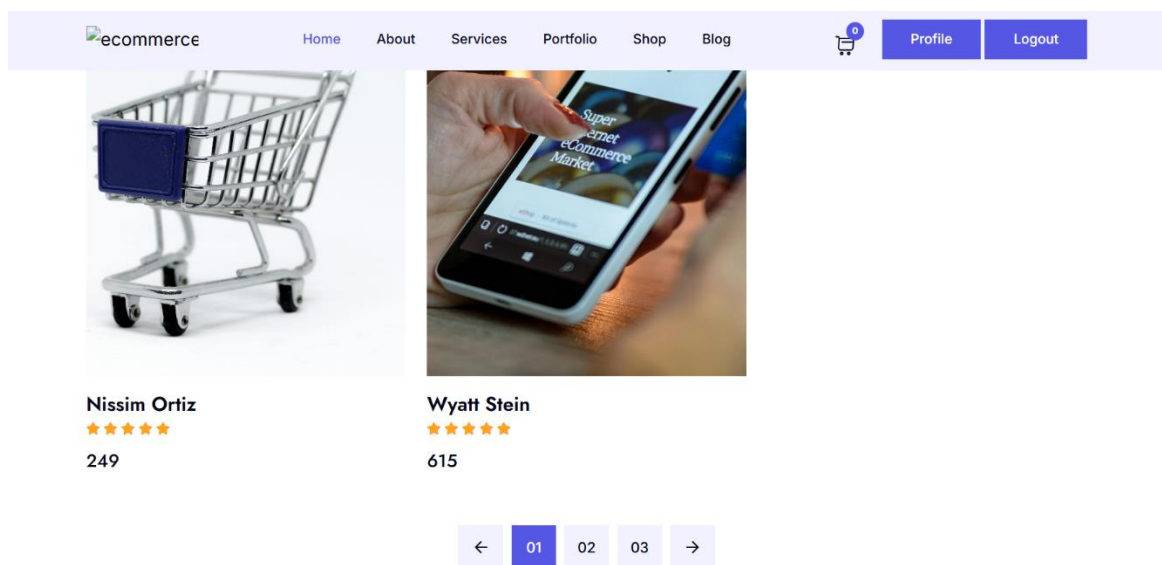 ecommerce Home About Services Portfolio Shop Blog 0 Profile Logout
Super
eCommerce
Market
Nissim Ortiz Wyatt Stein
249 615
01 02 03